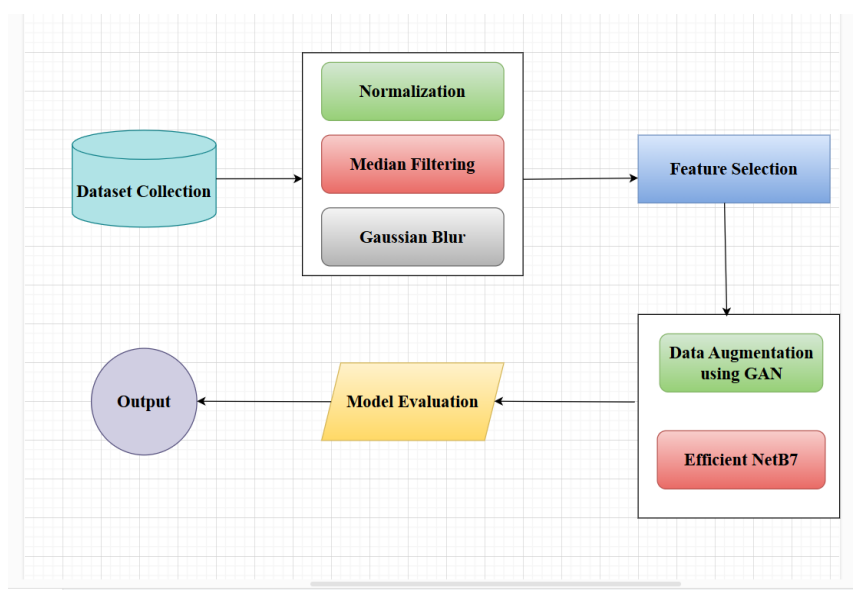 Normalization
Median Filtering
Gaussian Blur
Dataset Collection
Feature Selection
Data Augmentation
using GAN
Efficient NetB7
Model Evaluation
Output